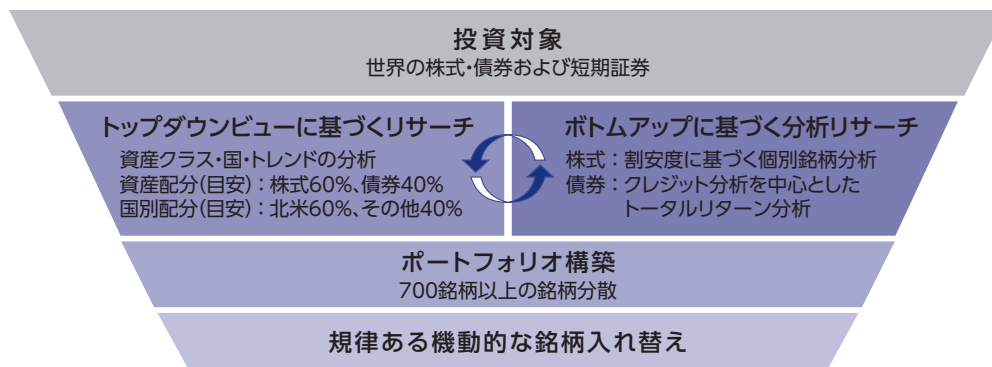 投資対象
世界の株式・債券および短期証券
トップダウンビューに基づくリサーチ
資産クラス・国・トレンドの分析
資産配分(目安)：株式60%、債券40%
国別配分(目安)：北米60%、その他40%
ボトムアップに基づく分析リサーチ
株式：割安度に基づく個別銘柄分析
債券：クレジット分析を中心とした
トータルリターン分析
ポートフォリオ構築
700銘柄以上の銘柄分散
規律ある機動的な銘柄入れ替え